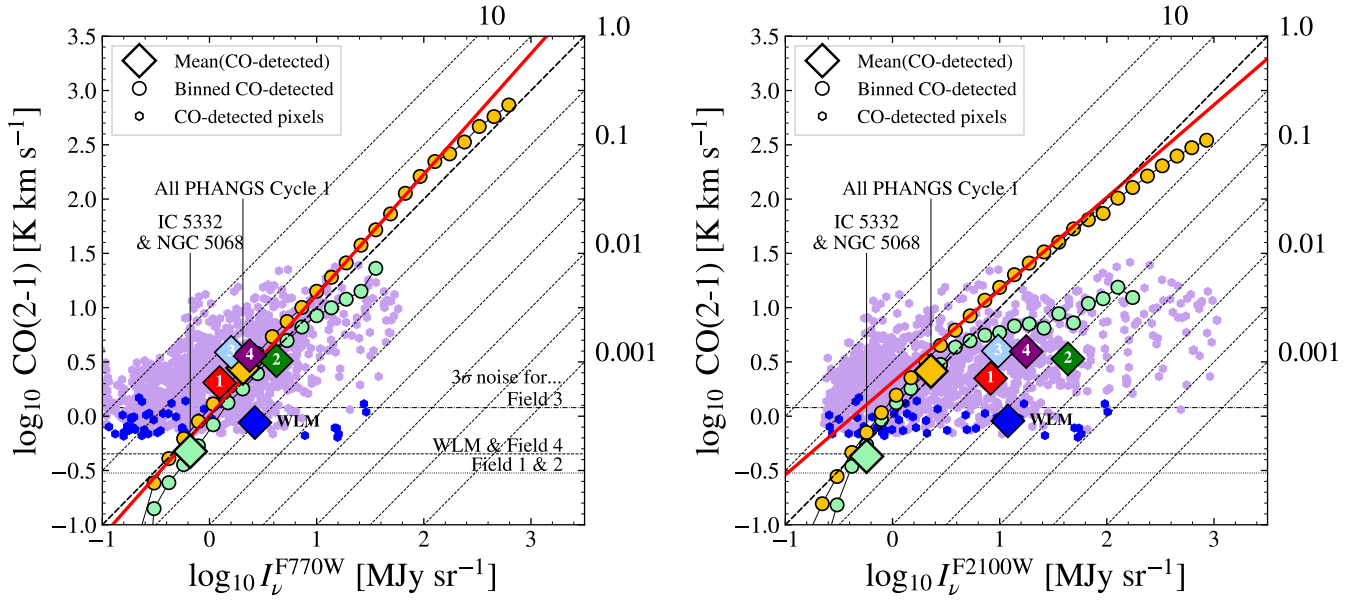 10
1.0
0.1
0.01
0.001
3.5
3.0
2.5
2.0
1.5
1.0
0.5
0.0
−0.5
−1.0
log₁₀ CO(2-1) [K km s⁻¹]
Mean(CO-detected)
Binned CO-detected
CO-detected pixels
All PHANGS Cycle 1
IC 5332
& NGC 5068
3
4
2
1
WLM
3σ noise for...
Field 3
WLM & Field 4
Field 1 & 2
−1
0
1
2
3
log₁₀ I_ν^F770W [MJy sr⁻¹]
10
1.0
0.1
0.01
0.001
3.5
3.0
2.5
2.0
1.5
1.0
0.5
0.0
−0.5
−1.0
log₁₀ CO(2-1) [K km s⁻¹]
Mean(CO-detected)
Binned CO-detected
CO-detected pixels
All PHANGS Cycle 1
IC 5332
& NGC 5068
3
4
2
1
WLM
−1
0
1
2
3
log₁₀ I_ν^F2100W [MJy sr⁻¹]